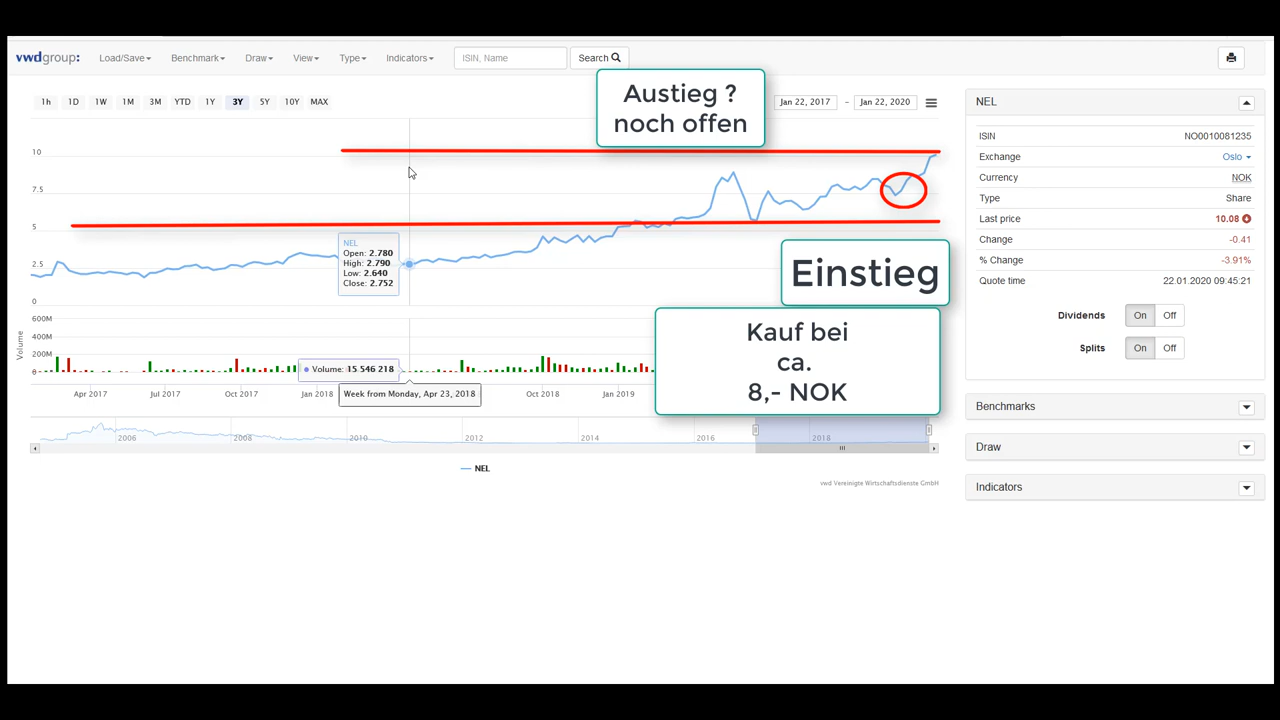 vwdgroup:
Load/Save
Benchmark
Draw
View
Type
Indicators
ISIN, Name
Search
Austieg ?
noch offen
1h 1D 1W 1M 3M YTD 1Y 3Y 5Y 10Y MAX
Jan 22, 2017 – Jan 22, 2020
10
7.5
5
2.5
0
NEL
Open: 2.780
High: 2.790
Low: 2.640
Close: 2.752
Einstieg
Kauf bei
ca.
8,- NOK
600M
400M
200M
0
Volume
Volume: 15 546 218
Apr 2017 Jul 2017 Oct 2017 Jan 2018 Oct 2018 Jan 2019
Week from Monday, Apr 23, 2018
2006 2008 2010 2012 2014 2016 2018
NEL
vwd Vereinigte Wirtschaftsdienste GmbH
NEL
ISIN NO0010081235
Exchange Oslo
Currency NOK
Type Share
Last price 10.08
Change -0.41
% Change -3.91%
Quote time 22.01.2020 09:45:21
Dividends On Off
Splits On Off
Benchmarks
Draw
Indicators